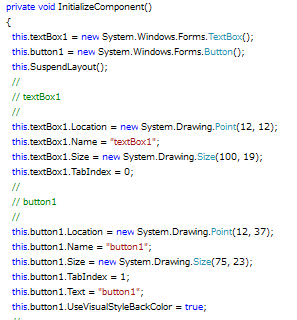 private void InitializeComponent()
{
this.textBox1 = new System.Windows.Forms.TextBox();
this.button1 = new System.Windows.Forms.Button();
this.SuspendLayout();
//
// textBox1
//
this.textBox1.Location = new System.Drawing.Point(12, 12);
this.textBox1.Name = "textBox1";
this.textBox1.Size = new System.Drawing.Size(100, 19);
this.textBox1.TabIndex = 0;
//
// button1
//
this.button1.Location = new System.Drawing.Point(12, 37);
this.button1.Name = "button1";
this.button1.Size = new System.Drawing.Size(75, 23);
this.button1.TabIndex = 1;
this.button1.Text = "button1";
this.button1.UseVisualStyleBackColor = true;
//